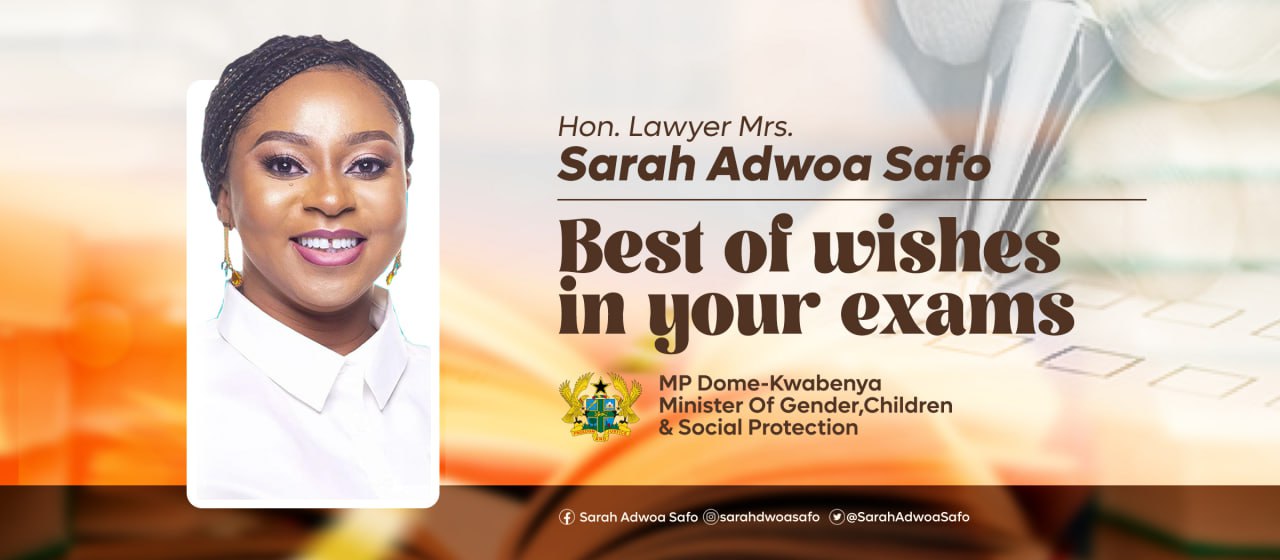 Hon. Lawyer Mrs.
Sarah Adwoa Safo
Best of wishes
in your exams
MP Dome-Kwabenya
Minister Of Gender,Children
& Social Protection
Sarah Adwoa Safo sarahdwoasafo @SarahAdwoaSafo